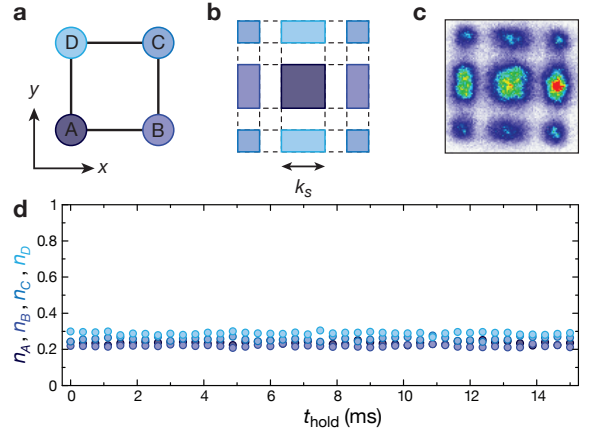 a
b
c
D
C
A
B
y
x
k_s
d
n_A , n_B , n_C , n_D
1
0.8
0.6
0.4
0.2
0
0 2 4 6 8 10 12 14
t_hold (ms)